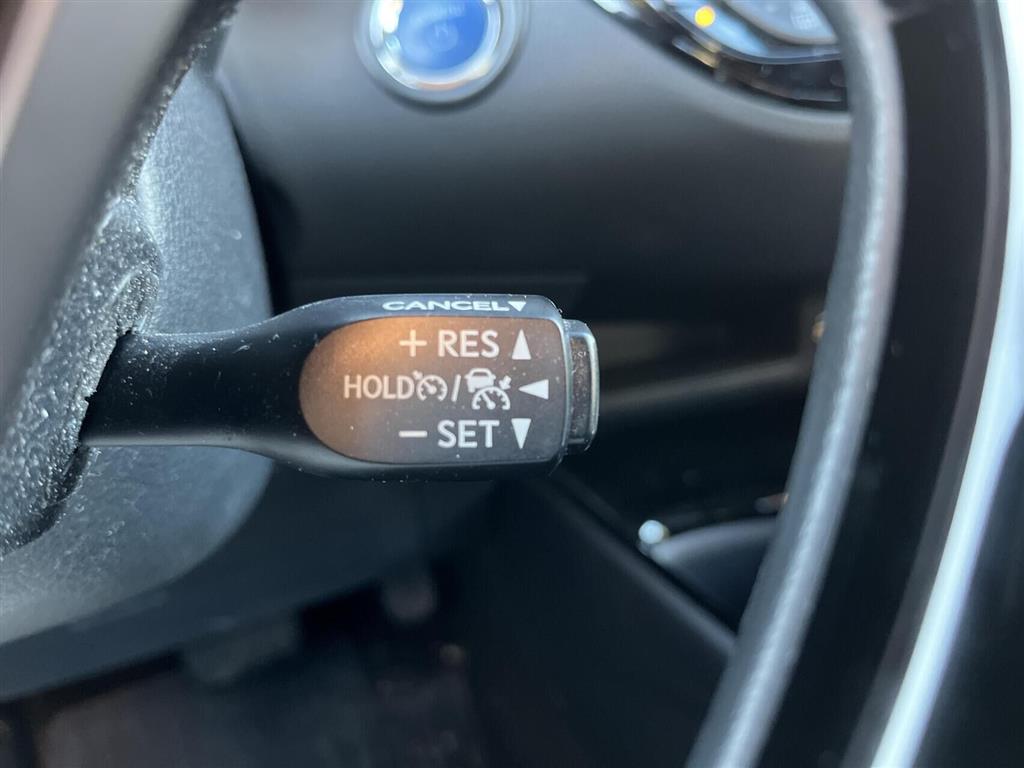 CANCEL▼
+ RES ▲
HOLD / ◀
− SET ▼